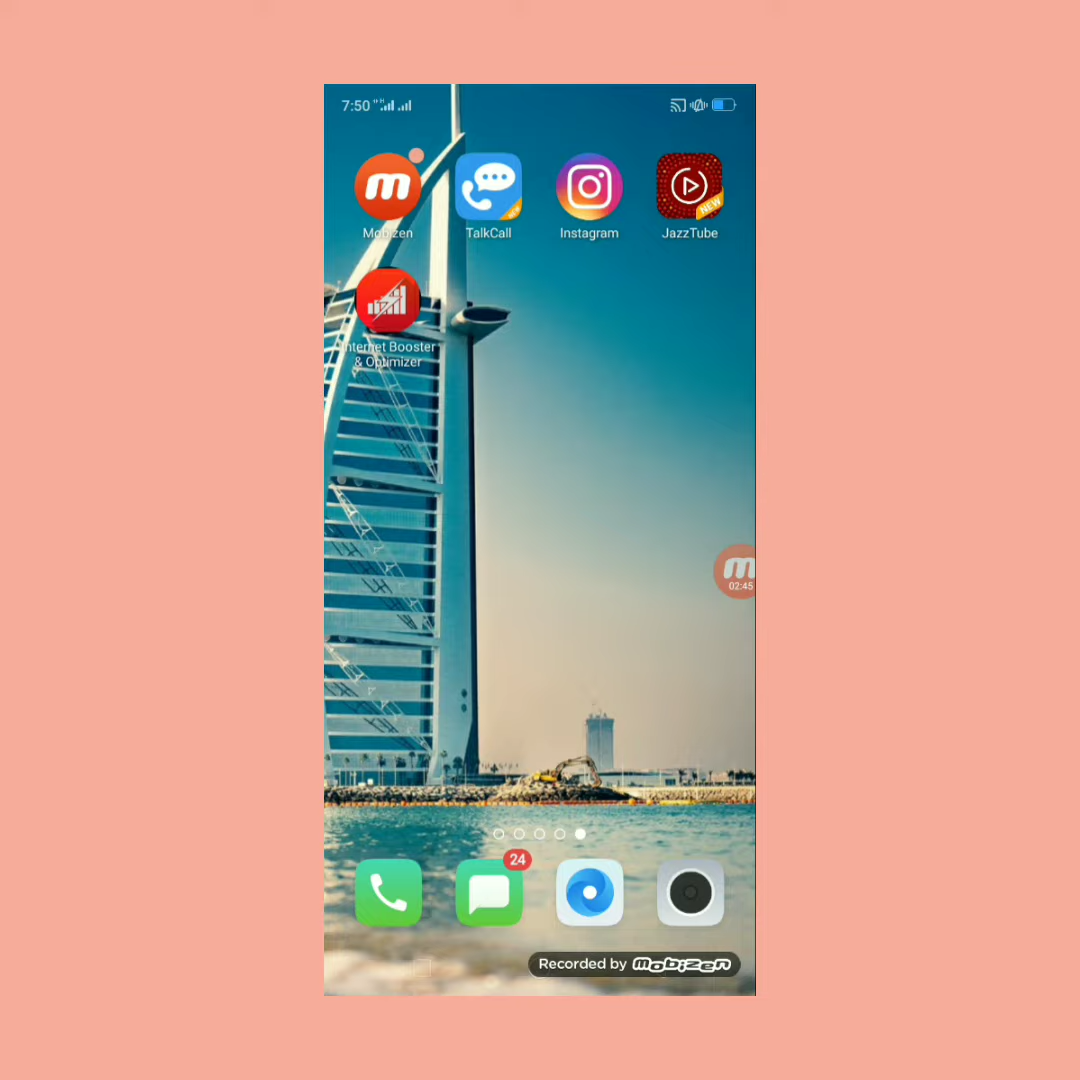 7:50
Mobizen
TalkCall
Instagram
JazzTube
NEW
Internet Booster
& Optimizer
02:45
24
Recorded by mobizen